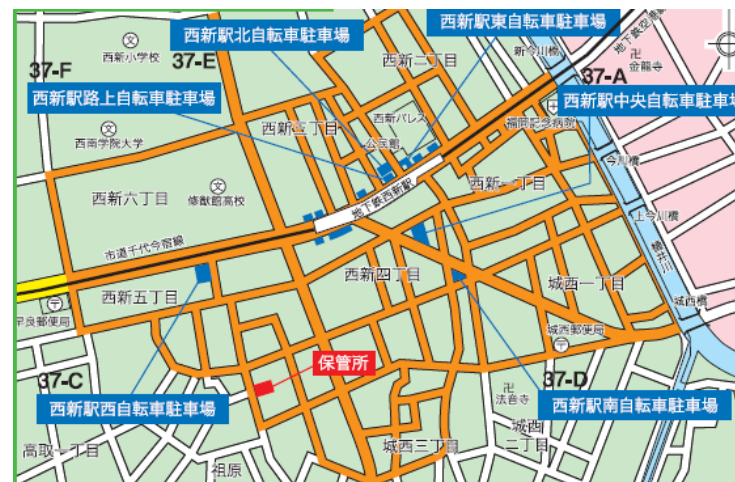 西新駅北自転車駐車場
西新駅東自転車駐車場
西新小学校
37-E
西新二丁目
新今川橋
地下鉄空港線
金龍寺
37-F
37-A
西新駅路上自転車駐車場
西新パレス
西新駅中央自転車駐車場
福岡記念病院
西新三丁目
公民館
西南学院大学
今川橋
西新六丁目
修猷館高校
地下鉄西新駅
西新一丁目
上今川橋
樋井川
市道千代今宿線
西新四丁目
城西一丁目
西新五丁目
城西橋
早良郵便局
城西郵便局
保管所
37-C
37-D
西新駅西自転車駐車場
法音寺
西新駅南自転車駐車場
高取一丁目
城西三丁目
城西
二丁目
祖原